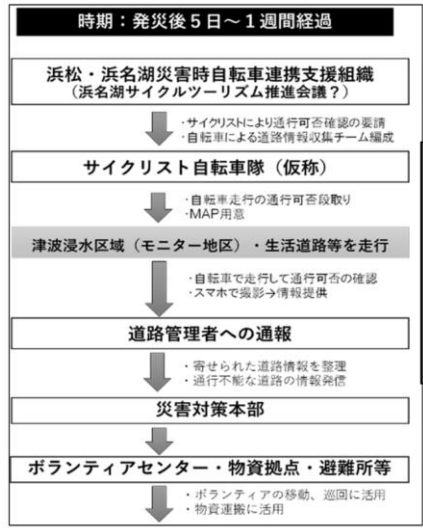 時期：発災後５日～１週間経過
浜松・浜名湖災害時自転車連携支援組織
（浜名湖サイクルツーリズム推進会議？）
・サイクリストにより通行可否確認の要請
・自転車による道路情報収集チーム編成
サイクリスト自転車隊（仮称）
・自転車走行の通行可否段取り
・MAP用意
津波浸水区域（モニター地区）・生活道路等を走行
・自転車で走行して通行可否の確認
・スマホで撮影→情報提供
道路管理者への通報
・寄せられた道路情報を整理
・通行不能な道路の情報発信
災害対策本部
ボランティアセンター・物資拠点・避難所等
・ボランティアの移動、巡回に活用
・物資運搬に活用